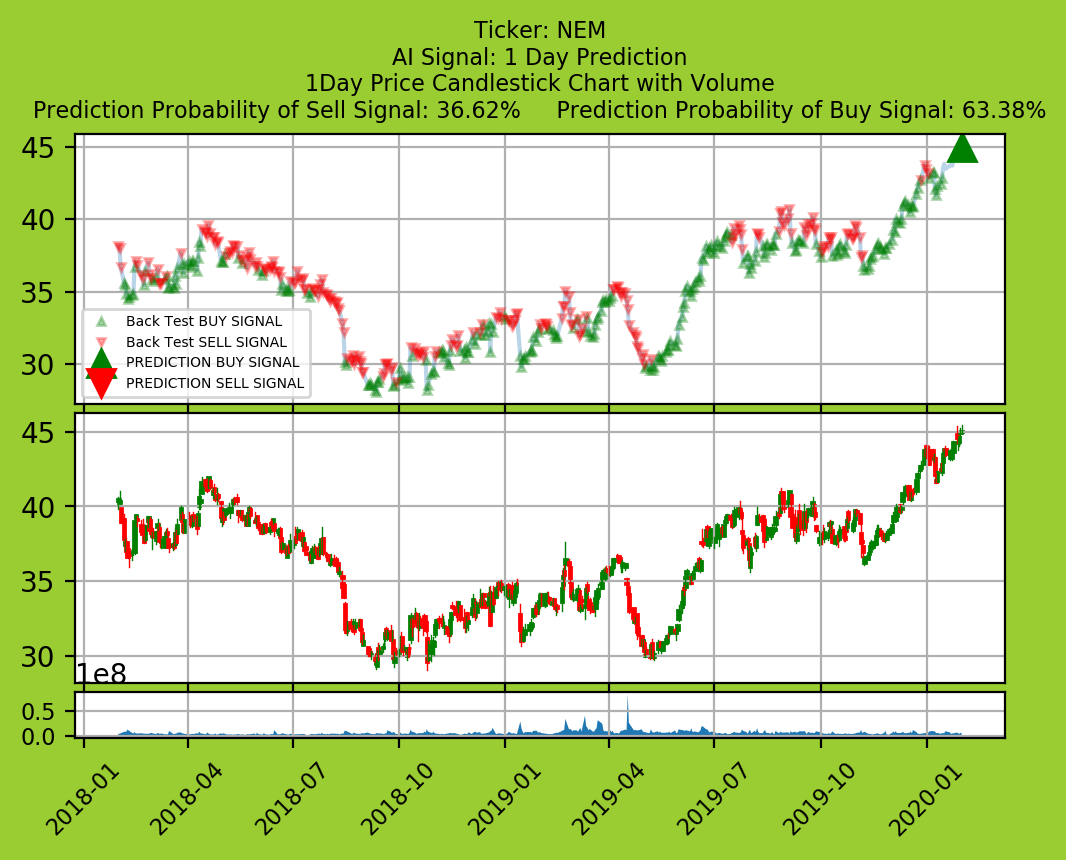 Ticker: NEM
AI Signal: 1 Day Prediction
1Day Price Candlestick Chart with Volume
Prediction Probability of Sell Signal: 36.62%     Prediction Probability of Buy Signal: 63.38%
45
40
35
30
Back Test BUY SIGNAL
Back Test SELL SIGNAL
PREDICTION BUY SIGNAL
PREDICTION SELL SIGNAL
45
40
35
30
1e8
0.5
0.0
2018-01 2018-04 2018-07 2018-10 2019-01 2019-04 2019-07 2019-10 2020-01